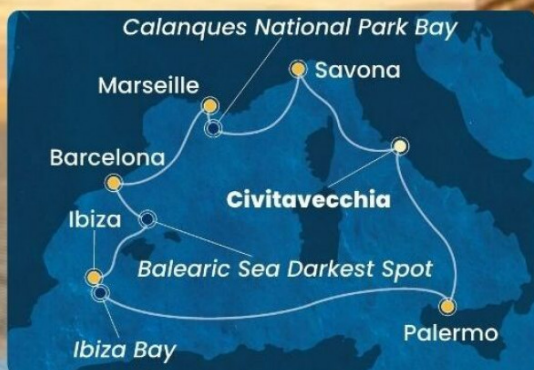 Calanques National Park Bay
Savona
Marseille
Barcelona
Civitavecchia
Ibiza
Balearic Sea Darkest Spot
Palermo
Ibiza Bay